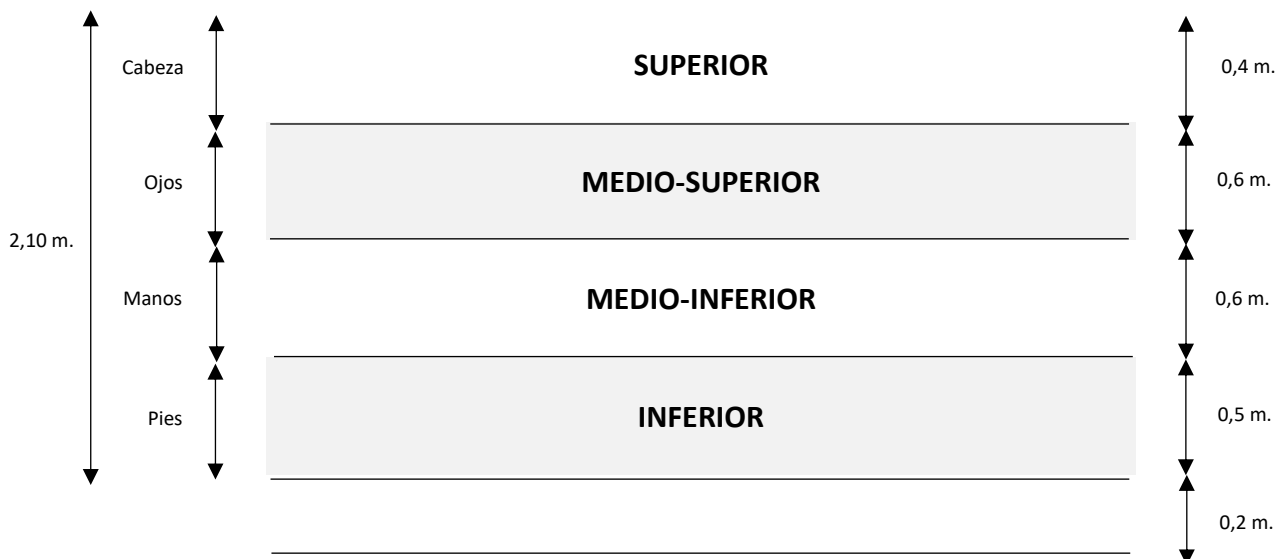 Cabeza
SUPERIOR
0,4 m.
Ojos
MEDIO-SUPERIOR
0,6 m.
2,10 m.
Manos
MEDIO-INFERIOR
0,6 m.
Pies
INFERIOR
0,5 m.
0,2 m.